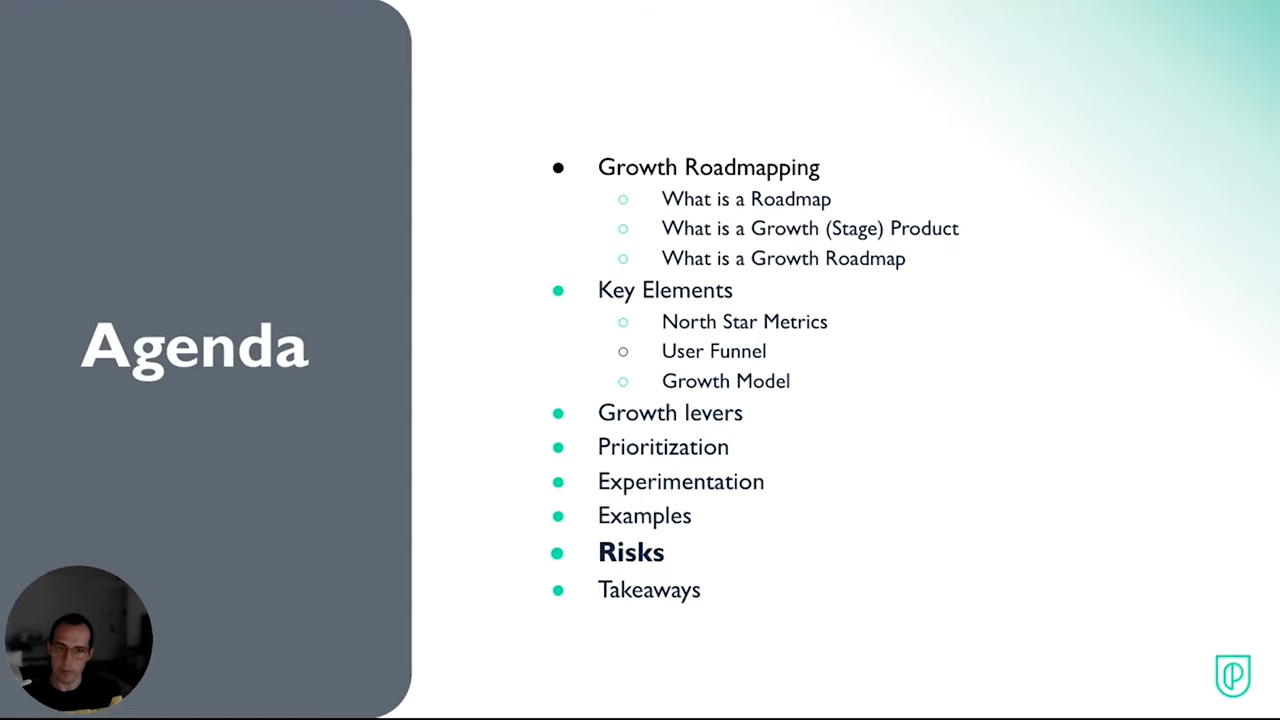 Agenda
Growth Roadmapping
What is a Roadmap
What is a Growth (Stage) Product
What is a Growth Roadmap
Key Elements
North Star Metrics
User Funnel
Growth Model
Growth levers
Prioritization
Experimentation
Examples
Risks
Takeaways